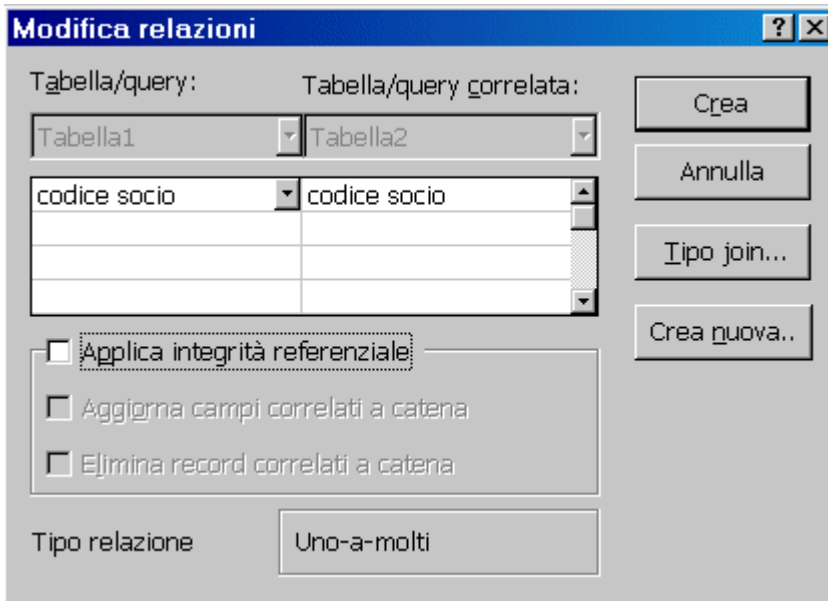 Modifica relazioni
Tabella/query:
Tabella/query correlata:
Tabella1
Tabella2
codice socio
codice socio
Applica integrità referenziale
Aggiorna campi correlati a catena
Elimina record correlati a catena
Tipo relazione
Uno-a-molti
Crea
Annulla
Tipo join...
Crea nuova..